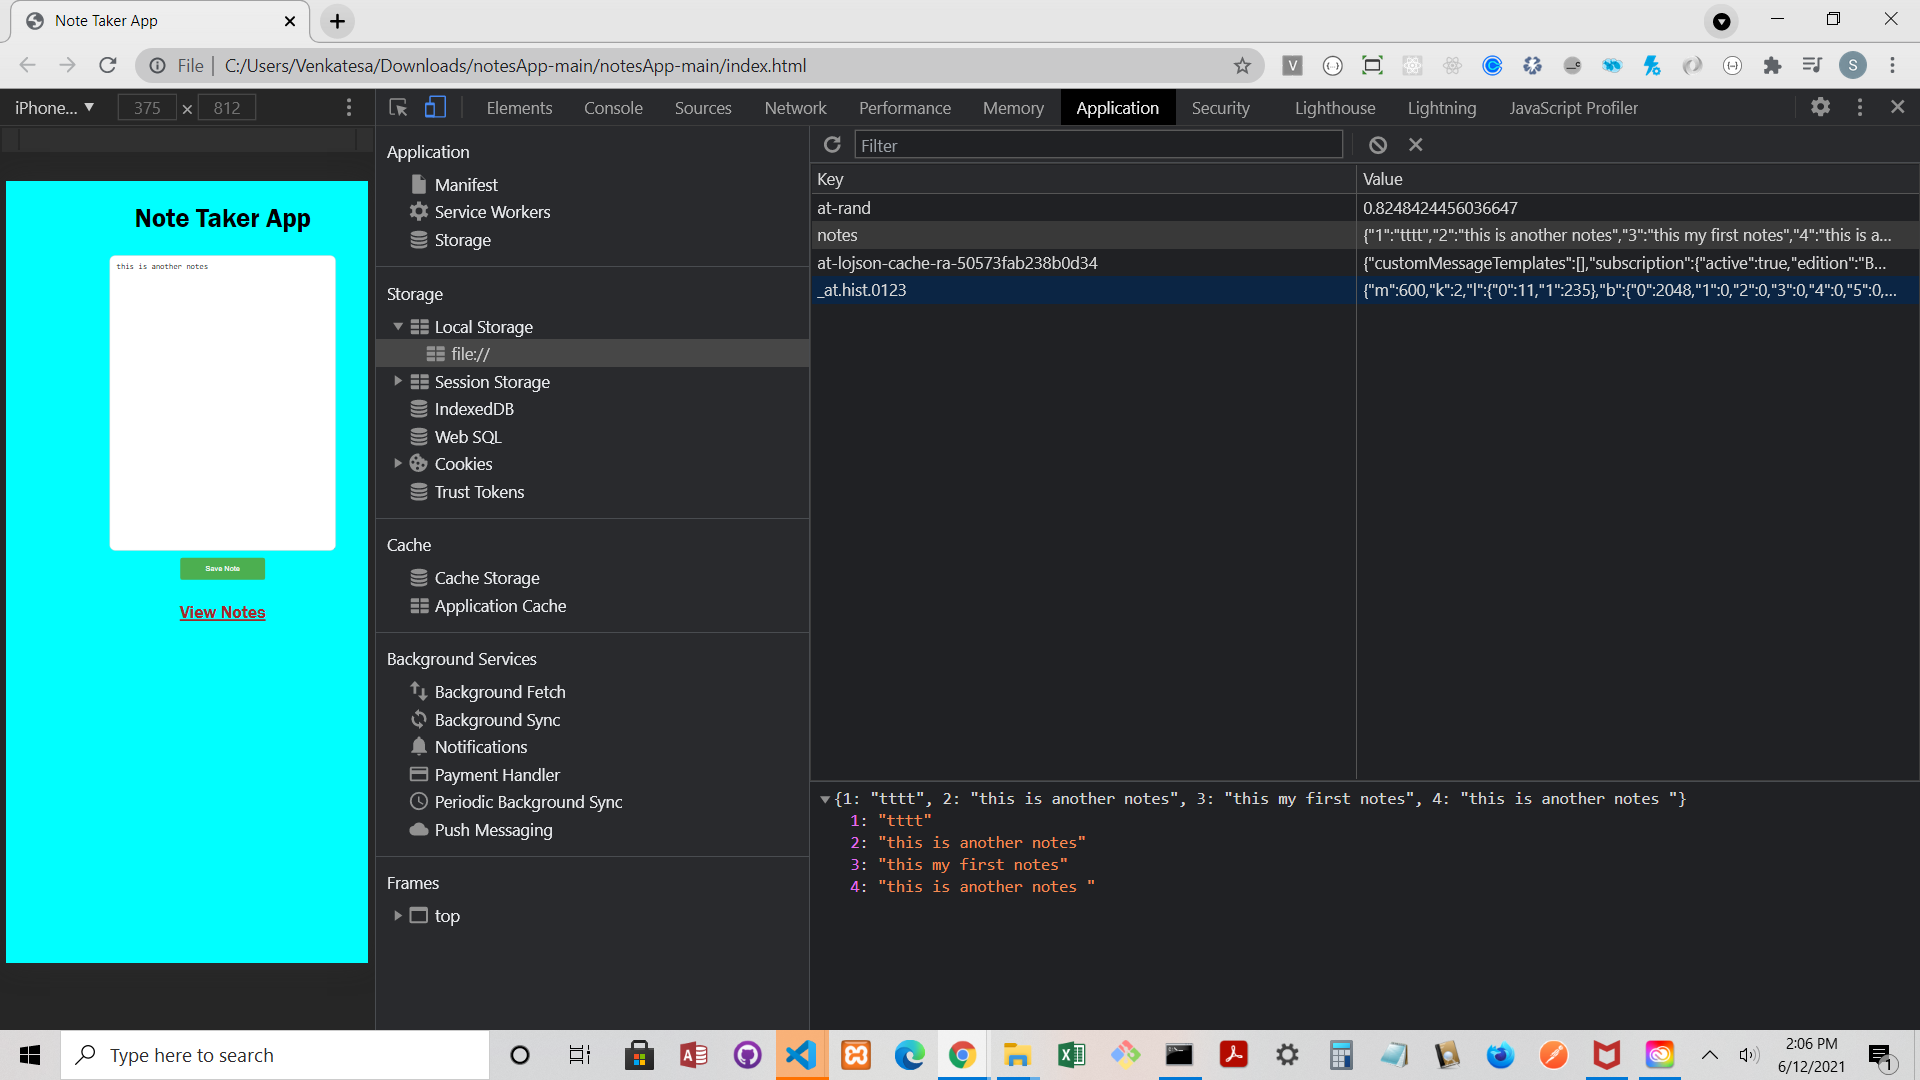 Note Taker App
File | C:/Users/Venkatesa/Downloads/notesApp-main/notesApp-main/index.html
V
S
iPhone... ▼ 375 × 812
Elements Console Sources Network Performance Memory Application Security Lighthouse Lightning JavaScript Profiler
Note Taker App
this is another notes
Save Note
View Notes
Application
Manifest
Service Workers
Storage
Storage
Local Storage
file://
Session Storage
IndexedDB
Web SQL
Cookies
Trust Tokens
Cache
Cache Storage
Application Cache
Background Services
Background Fetch
Background Sync
Notifications
Payment Handler
Periodic Background Sync
Push Messaging
Frames
top
Filter
Key Value
at-rand 0.8248424456036647
notes {"1":"tttt","2":"this is another notes","3":"this my first notes","4":"this is a...
at-lojson-cache-ra-50573fab238b0d34 {"customMessageTemplates":[],"subscription":{"active":true,"edition":"B...
_at.hist.0123 {"m":600,"k":2,"l":{"0":11,"1":235},"b":{"0":2048,"1":0,"2":0,"3":0,"4":0,"5":0,...
{1: "tttt", 2: "this is another notes", 3: "this my first notes", 4: "this is another notes "}
1: "tttt"
2: "this is another notes"
3: "this my first notes"
4: "this is another notes "
Type here to search
2:06 PM
6/12/2021
1